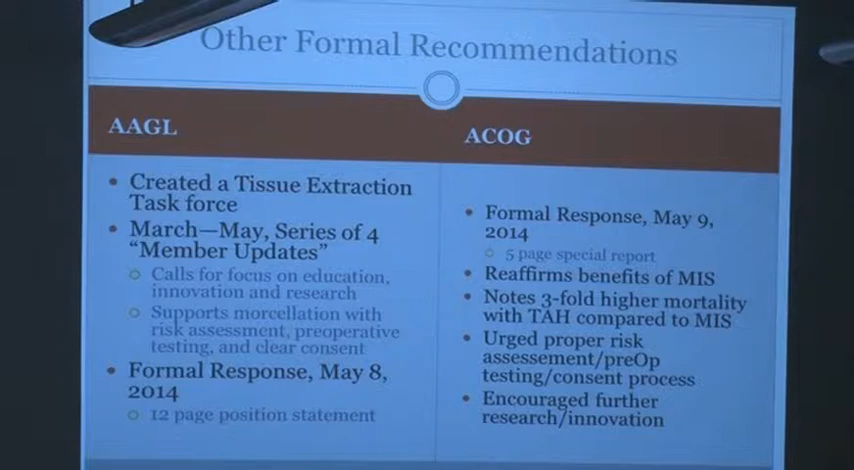 Other Formal Recommendations
AAGL
• Created a Tissue Extraction
Task force
• March—May, Series of 4
“Member Updates”
○ Calls for focus on education,
innovation and research
○ Supports morcellation with
risk assessment, preoperative
testing, and clear consent
• Formal Response, May 8,
2014
○ 12 page position statement
ACOG
• Formal Response, May 9,
2014
○ 5 page special report
• Reaffirms benefits of MIS
• Notes 3-fold higher mortality
with TAH compared to MIS
• Urged proper risk
assessement/preOp
testing/consent process
• Encouraged further
research/innovation